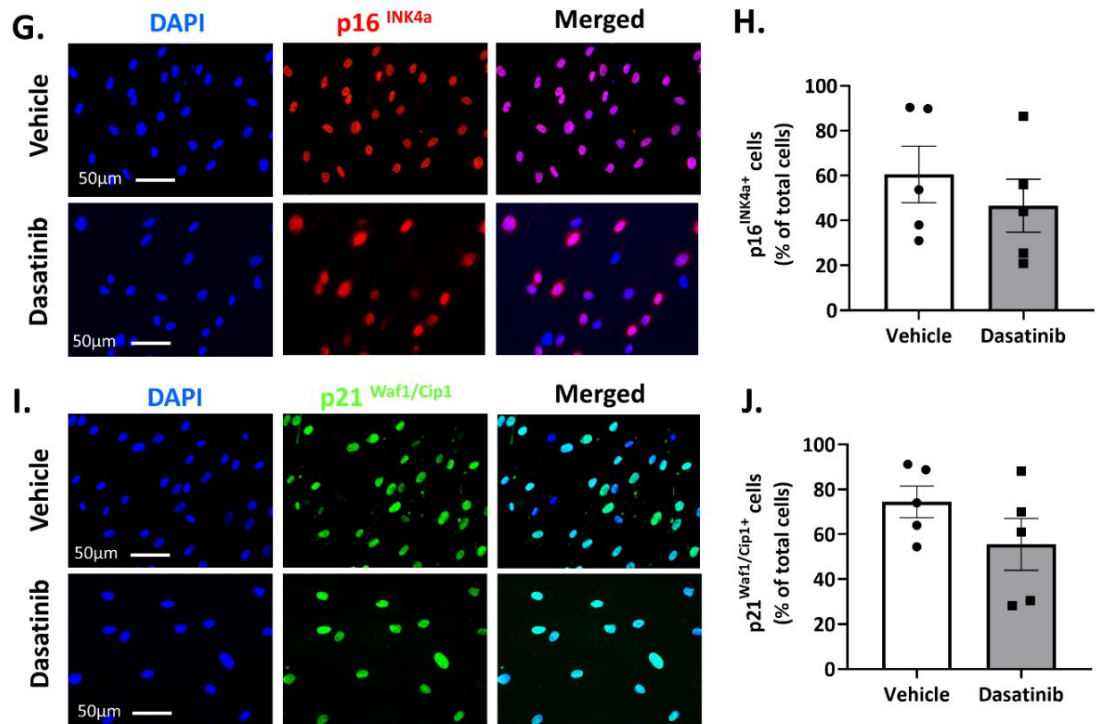 G.
DAPI
p16 INK4a
Merged
Vehicle
50μm
Dasatinib
50μm
H.
p16INK4a+ cells
(% of total cells)
100
80
60
40
20
0
Vehicle
Dasatinib
I.
DAPI
p21 Waf1/Cip1
Merged
Vehicle
50μm
Dasatinib
50μm
J.
p21Waf1/Cip1+ cells
(% of total cells)
100
80
60
40
20
0
Vehicle
Dasatinib